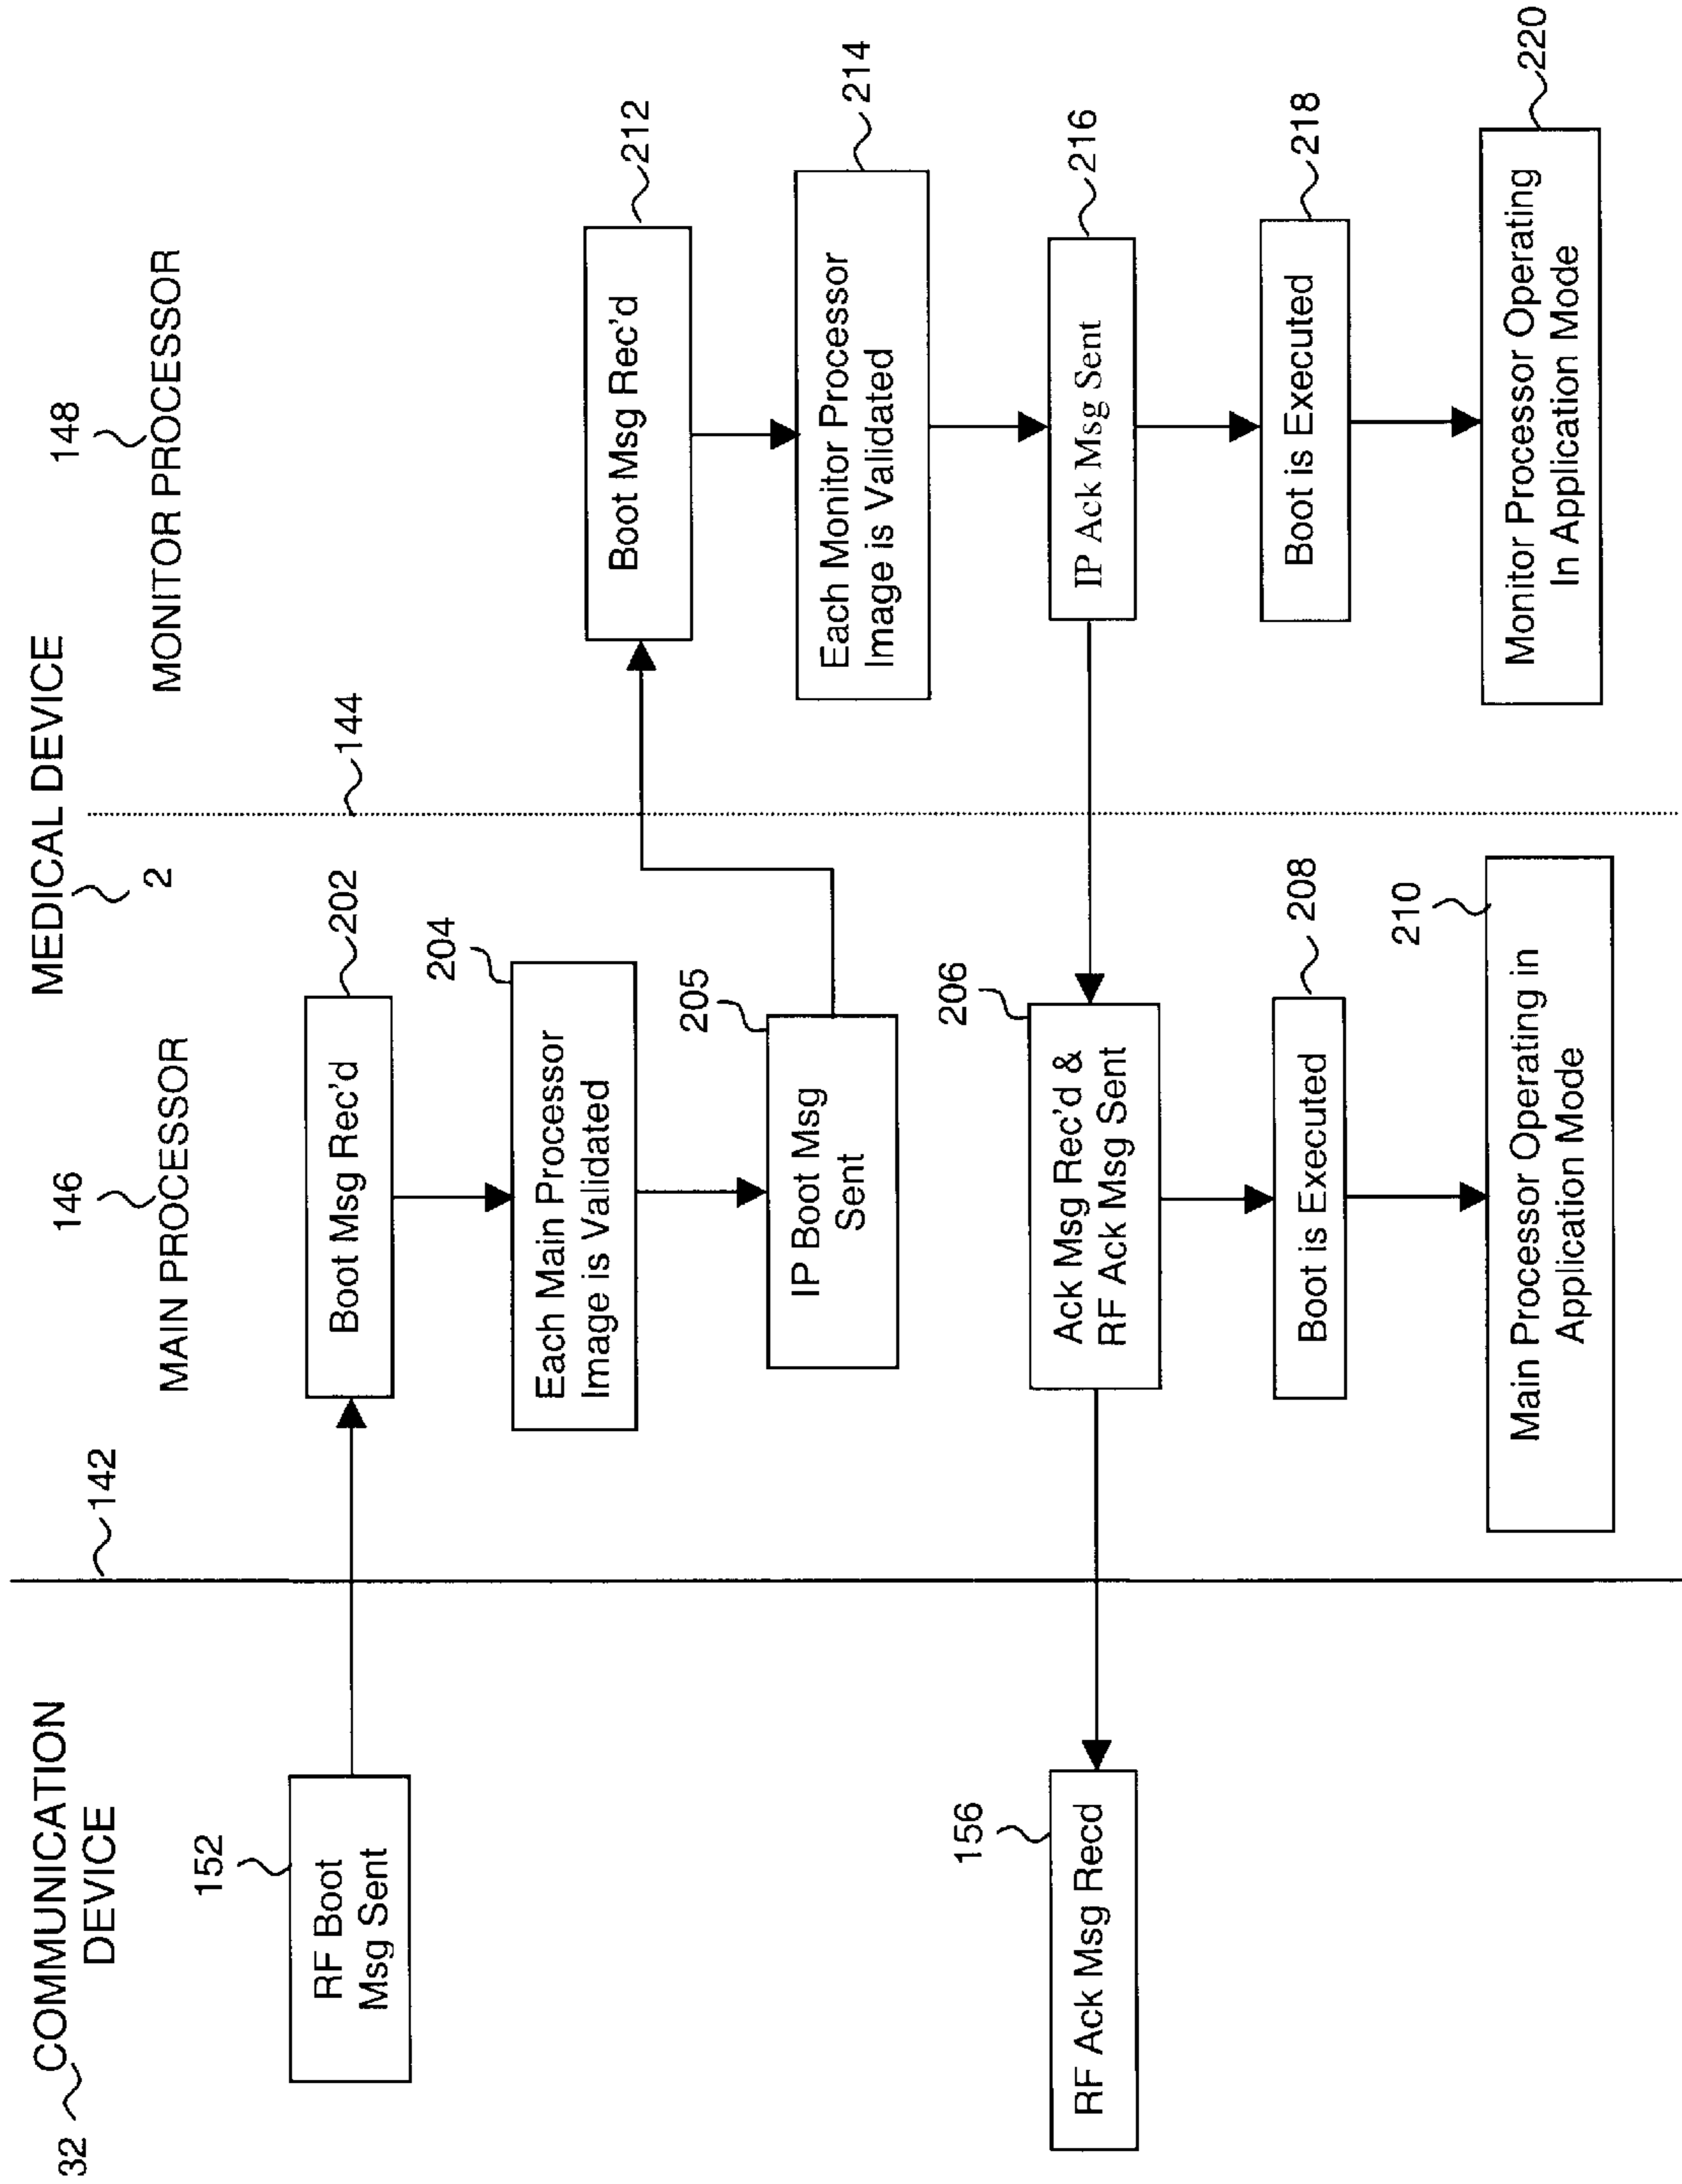 32
COMMUNICATION
DEVICE
MEDICAL DEVICE
2
142
146
MAIN PROCESSOR
144
148
MONITOR PROCESSOR
152
RF Boot
Msg Sent
Boot Msg Rec'd
202
204
Each Main Processor
Image is Validated
205
IP Boot Msg
Sent
Boot Msg Rec'd
212
Each Monitor Processor
Image is Validated
214
IP Ack Msg Sent
216
206
Ack Msg Rec'd &
RF Ack Msg Sent
156
RF Ack Msg Recd
Boot is Executed
208
Boot is Executed
218
210
Main Processor Operating in
Application Mode
Monitor Processor Operating
In Application Mode
220